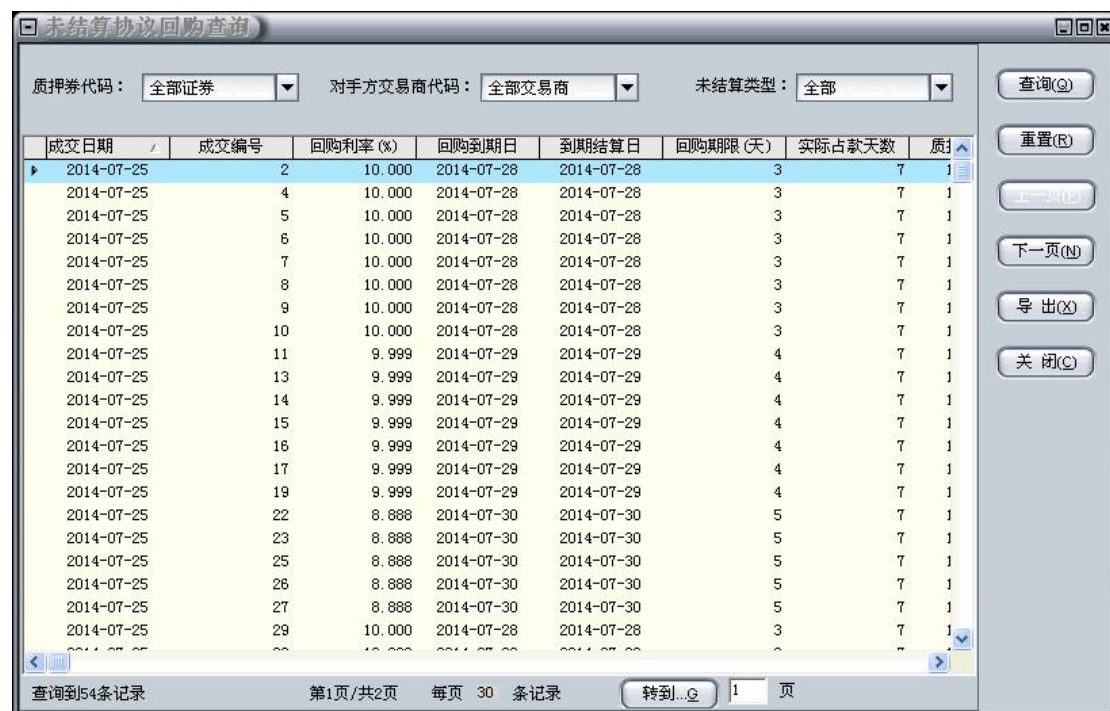 未结算协议回购查询
质押券代码： 全部证券 对手方交易商代码： 全部交易商 未结算类型： 全部 查询(Q)
成交日期 成交编号 回购利率(%) 回购到期日 到期结算日 回购期限(天) 实际占款天数 重置(R)
2014-07-25 2 10.000 2014-07-28 2014-07-28 3 7 1
2014-07-25 4 10.000 2014-07-28 2014-07-28 3 7 1 上一页(P)
2014-07-25 5 10.000 2014-07-28 2014-07-28 3 7 1
2014-07-25 6 10.000 2014-07-28 2014-07-28 3 7 1 下一页(N)
2014-07-25 7 10.000 2014-07-28 2014-07-28 3 7 1
2014-07-25 8 10.000 2014-07-28 2014-07-28 3 7 1
2014-07-25 9 10.000 2014-07-28 2014-07-28 3 7 1 导 出(X)
2014-07-25 10 10.000 2014-07-28 2014-07-28 3 7 1
2014-07-25 11 9.999 2014-07-29 2014-07-29 4 7 1 关 闭(C)
2014-07-25 13 9.999 2014-07-29 2014-07-29 4 7 1
2014-07-25 14 9.999 2014-07-29 2014-07-29 4 7 1
2014-07-25 15 9.999 2014-07-29 2014-07-29 4 7 1
2014-07-25 16 9.999 2014-07-29 2014-07-29 4 7 1
2014-07-25 17 9.999 2014-07-29 2014-07-29 4 7 1
2014-07-25 19 9.999 2014-07-29 2014-07-29 4 7 1
2014-07-25 22 8.888 2014-07-30 2014-07-30 5 7 1
2014-07-25 23 8.888 2014-07-30 2014-07-30 5 7 1
2014-07-25 25 8.888 2014-07-30 2014-07-30 5 7 1
2014-07-25 26 8.888 2014-07-30 2014-07-30 5 7 1
2014-07-25 27 8.888 2014-07-30 2014-07-30 5 7 1
2014-07-25 29 10.000 2014-07-28 2014-07-28 3 7 1
查询到54条记录 第1页/共2页 每页 30 条记录 转到...G 1 页